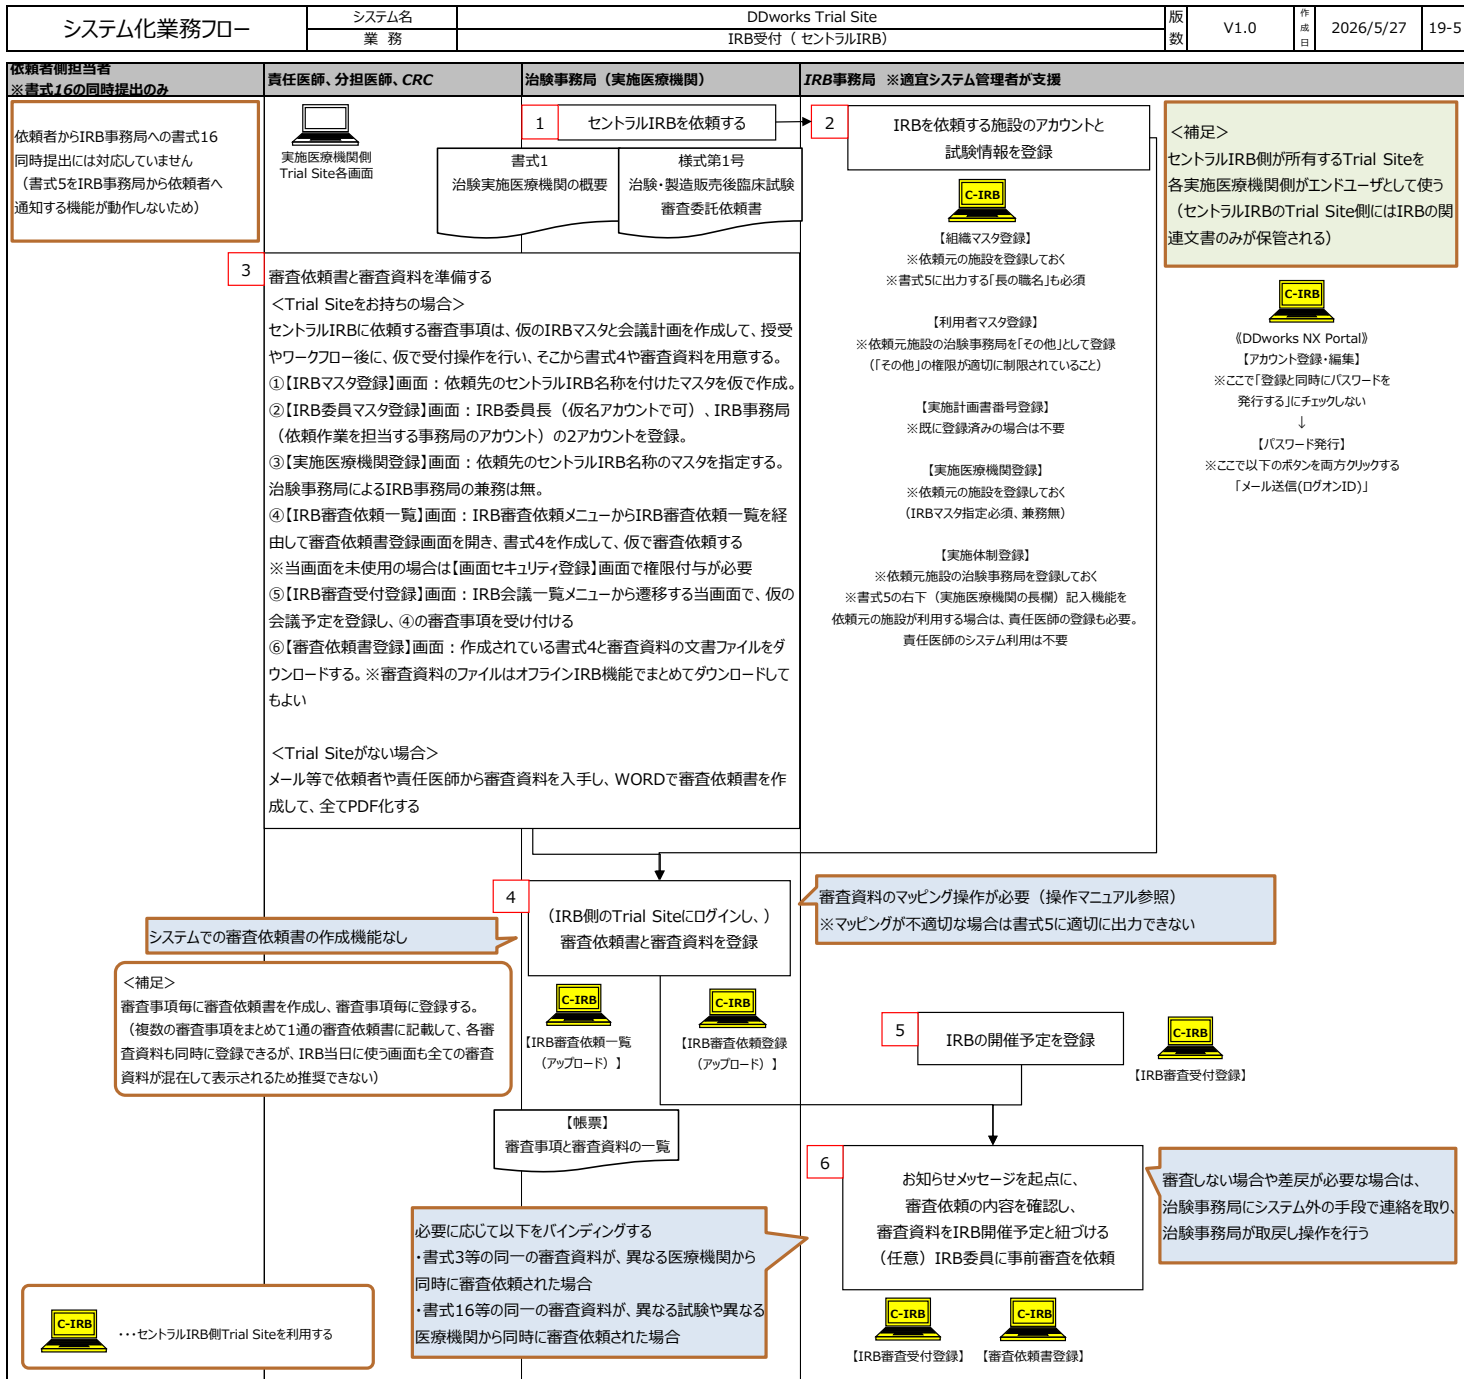 システム化業務フロー
システム名
DDworks Trial Site
業 務
IRB受付（ セントラルIRB）
版数
V1.0
作成日
2026/5/27
19-5
依頼者側担当者
※書式16の同時提出のみ
責任医師、分担医師、CRC
治験事務局（実施医療機関）
IRB事務局 ※適宜システム管理者が支援
依頼者からIRB事務局への書式16
同時提出には対応していません
（書式5をIRB事務局から依頼者へ
通知する機能が動作しないため）
実施医療機関側
Trial Site各画面
1
セントラルIRBを依頼する
書式1
治験実施医療機関の概要
様式第1号
治験・製造販売後臨床試験
審査委託依頼書
2
IRBを依頼する施設のアカウントと
試験情報を登録
C-IRB
【組織マスタ登録】
※依頼元の施設を登録しておく
※書式5に出力する「長の職名」も必須
【利用者マスタ登録】
※依頼元施設の治験事務局を「その他」として登録
（「その他」の権限が適切に制限されていること）
【実施計画書番号登録】
※既に登録済みの場合は不要
【実施医療機関登録】
※依頼元の施設を登録しておく
（IRBマスタ指定必須、兼務無）
【実施体制登録】
※依頼元施設の治験事務局を登録しておく
※書式5の右下（実施医療機関の長欄）記入機能を
依頼元の施設が利用する場合は、責任医師の登録も必要。
責任医師のシステム利用は不要
＜補足＞
セントラルIRB側が所有するTrial Siteを
各実施医療機関側がエンドユーザとして使う
（セントラルIRBのTrial Site側にはIRBの関
連文書のみが保管される）
C-IRB
《DDworks NX Portal》
【アカウント登録・編集】
※ここで「登録と同時にパスワードを
発行する」にチェックしない
↓
【パスワード発行】
※ここで以下のボタンを両方クリックする
「メール送信(ログオンID)」
3
審査依頼書と審査資料を準備する
＜Trial Siteをお持ちの場合＞
セントラルIRBに依頼する審査事項は、仮のIRBマスタと会議計画を作成して、授受
やワークフロー後に、仮で受付操作を行い、そこから書式4や審査資料を用意する。
①【IRBマスタ登録】画面：依頼先のセントラルIRB名称を付けたマスタを仮で作成。
②【IRB委員マスタ登録】画面：IRB委員長（仮名アカウントで可）、IRB事務局
（依頼作業を担当する事務局のアカウント）の2アカウントを登録。
③【実施医療機関登録】画面：依頼先のセントラルIRB名称のマスタを指定する。
治験事務局によるIRB事務局の兼務は無。
④【IRB審査依頼一覧】画面：IRB審査依頼メニューからIRB審査依頼一覧を経
由して審査依頼書登録画面を開き、書式4を作成して、仮で審査依頼する
※当画面を未使用の場合は【画面セキュリティ登録】画面で権限付与が必要
⑤【IRB審査受付登録】画面：IRB会議一覧メニューから遷移する当画面で、仮の
会議予定を登録し、④の審査事項を受け付ける
⑥【審査依頼書登録】画面：作成されている書式4と審査資料の文書ファイルをダ
ウンロードする。※審査資料のファイルはオフラインIRB機能でまとめてダウンロードして
もよい
＜Trial Siteがない場合＞
メール等で依頼者や責任医師から審査資料を入手し、WORDで審査依頼書を作
成して、全てPDF化する
4
（IRB側のTrial Siteにログインし、）
審査依頼書と審査資料を登録
審査資料のマッピング操作が必要（操作マニュアル参照）
※マッピングが不適切な場合は書式5に適切に出力できない
システムでの審査依頼書の作成機能なし
＜補足＞
審査事項毎に審査依頼書を作成し、審査事項毎に登録する。
（複数の審査事項をまとめて1通の審査依頼書に記載して、各審
査資料も同時に登録できるが、IRB当日に使う画面も全ての審査
資料が混在して表示されるため推奨できない）
C-IRB
【IRB審査依頼一覧
（アップロード）】
C-IRB
【IRB審査依頼登録
（アップロード）】
5
IRBの開催予定を登録
C-IRB
【IRB審査受付登録】
【帳票】
審査事項と審査資料の一覧
6
お知らせメッセージを起点に、
審査依頼の内容を確認し、
審査資料をIRB開催予定と紐づける
（任意）IRB委員に事前審査を依頼
審査しない場合や差戻が必要な場合は、
治験事務局にシステム外の手段で連絡を取り、
治験事務局が取戻し操作を行う
必要に応じて以下をバインディングする
・書式3等の同一の審査資料が、異なる医療機関から
同時に審査依頼された場合
・書式16等の同一の審査資料が、異なる試験や異なる
医療機関から同時に審査依頼された場合
C-IRB
【IRB審査受付登録】
C-IRB
【審査依頼書登録】
C-IRB
・・・セントラルIRB側Trial Siteを利用する